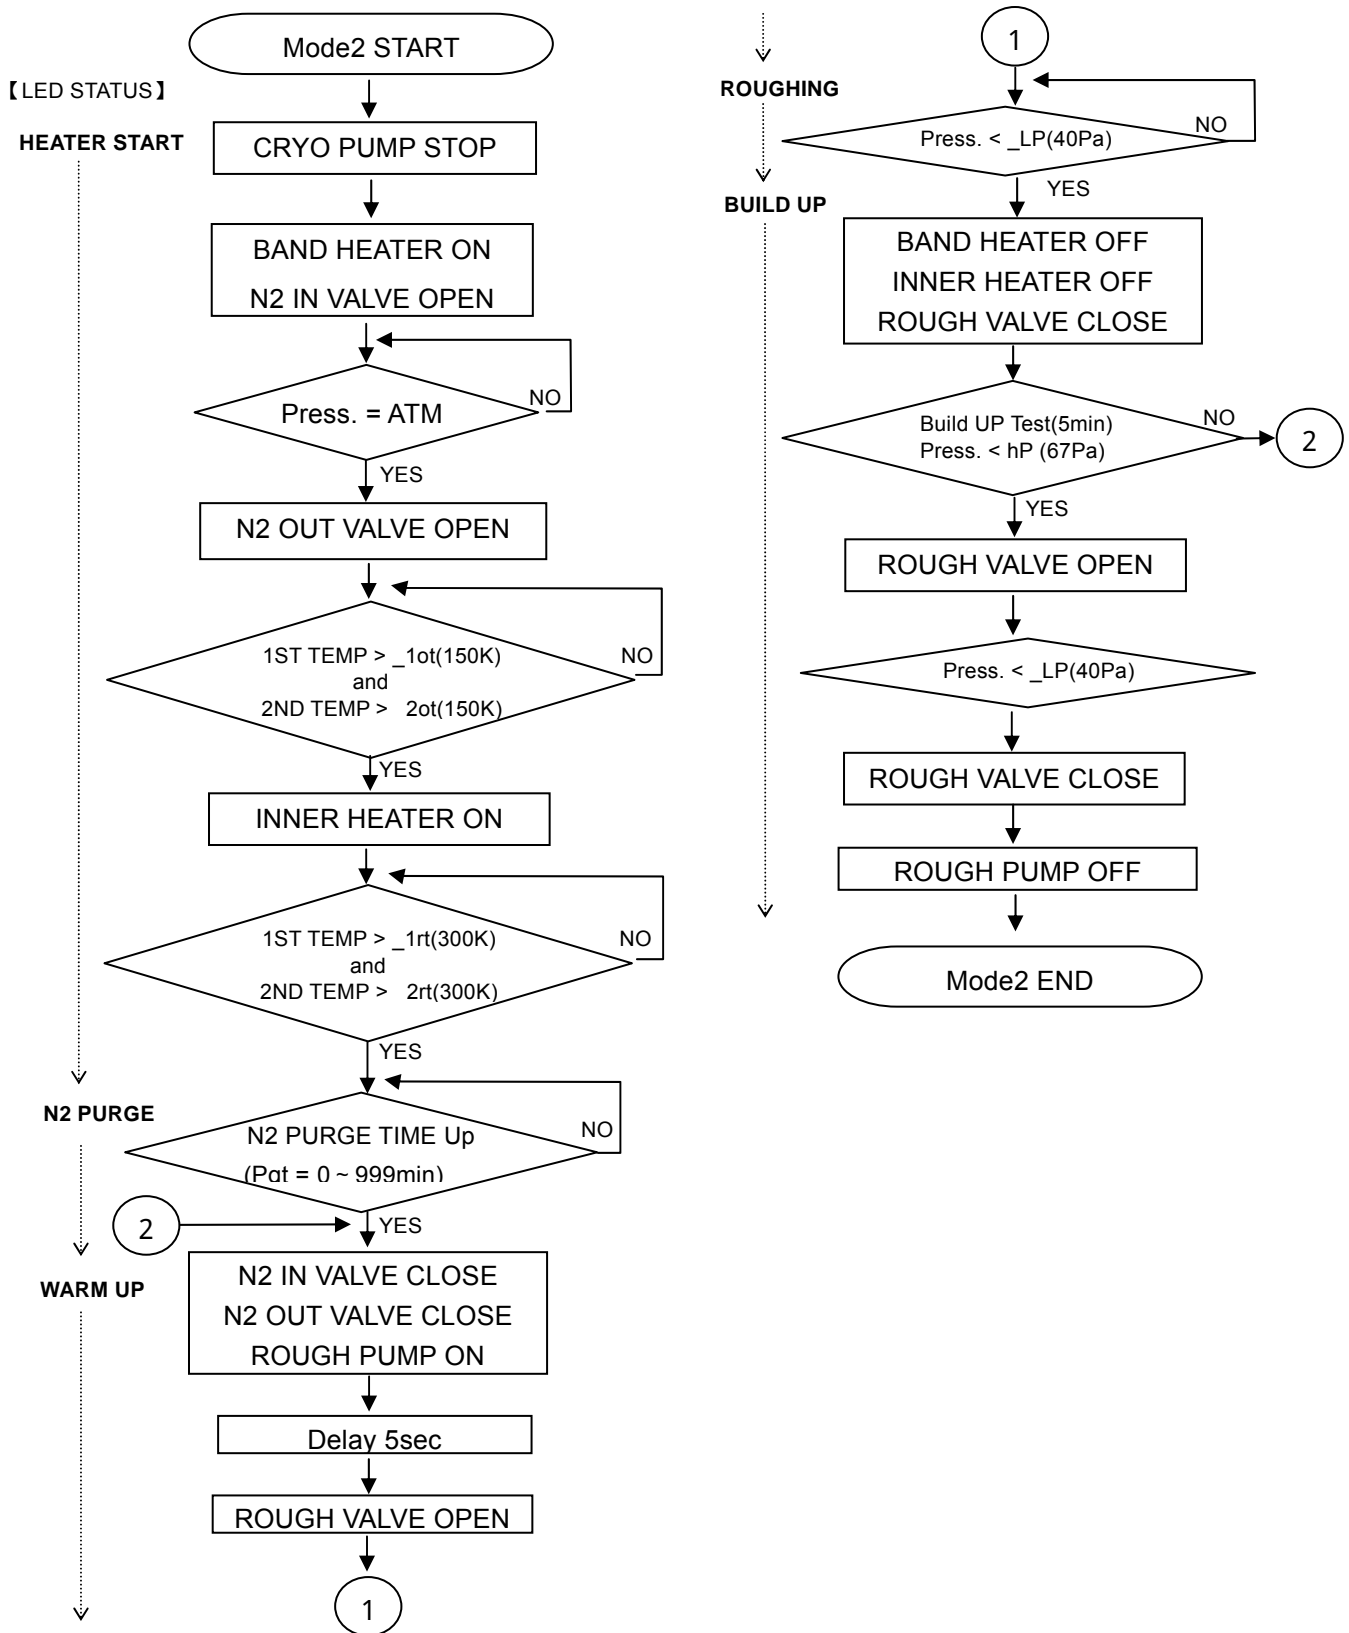 Mode2 START
【LED STATUS】
HEATER START
CRYO PUMP STOP
BAND HEATER ON
N2 IN VALVE OPEN
Press. = ATM
NO
YES
N2 OUT VALVE OPEN
1ST TEMP > _1ot(150K)
and
2ND TEMP > 2ot(150K)
NO
YES
INNER HEATER ON
1ST TEMP > _1rt(300K)
and
2ND TEMP > 2rt(300K)
NO
YES
N2 PURGE
N2 PURGE TIME Up
(Pgt = 0 ~ 999min)
NO
2
YES
WARM UP
N2 IN VALVE CLOSE
N2 OUT VALVE CLOSE
ROUGH PUMP ON
Delay 5sec
ROUGH VALVE OPEN
1
1
ROUGHING
Press. < _LP(40Pa)
NO
YES
BUILD UP
BAND HEATER OFF
INNER HEATER OFF
ROUGH VALVE CLOSE
Build UP Test(5min)
Press. < hP (67Pa)
NO
2
YES
ROUGH VALVE OPEN
Press. < _LP(40Pa)
ROUGH VALVE CLOSE
ROUGH PUMP OFF
Mode2 END